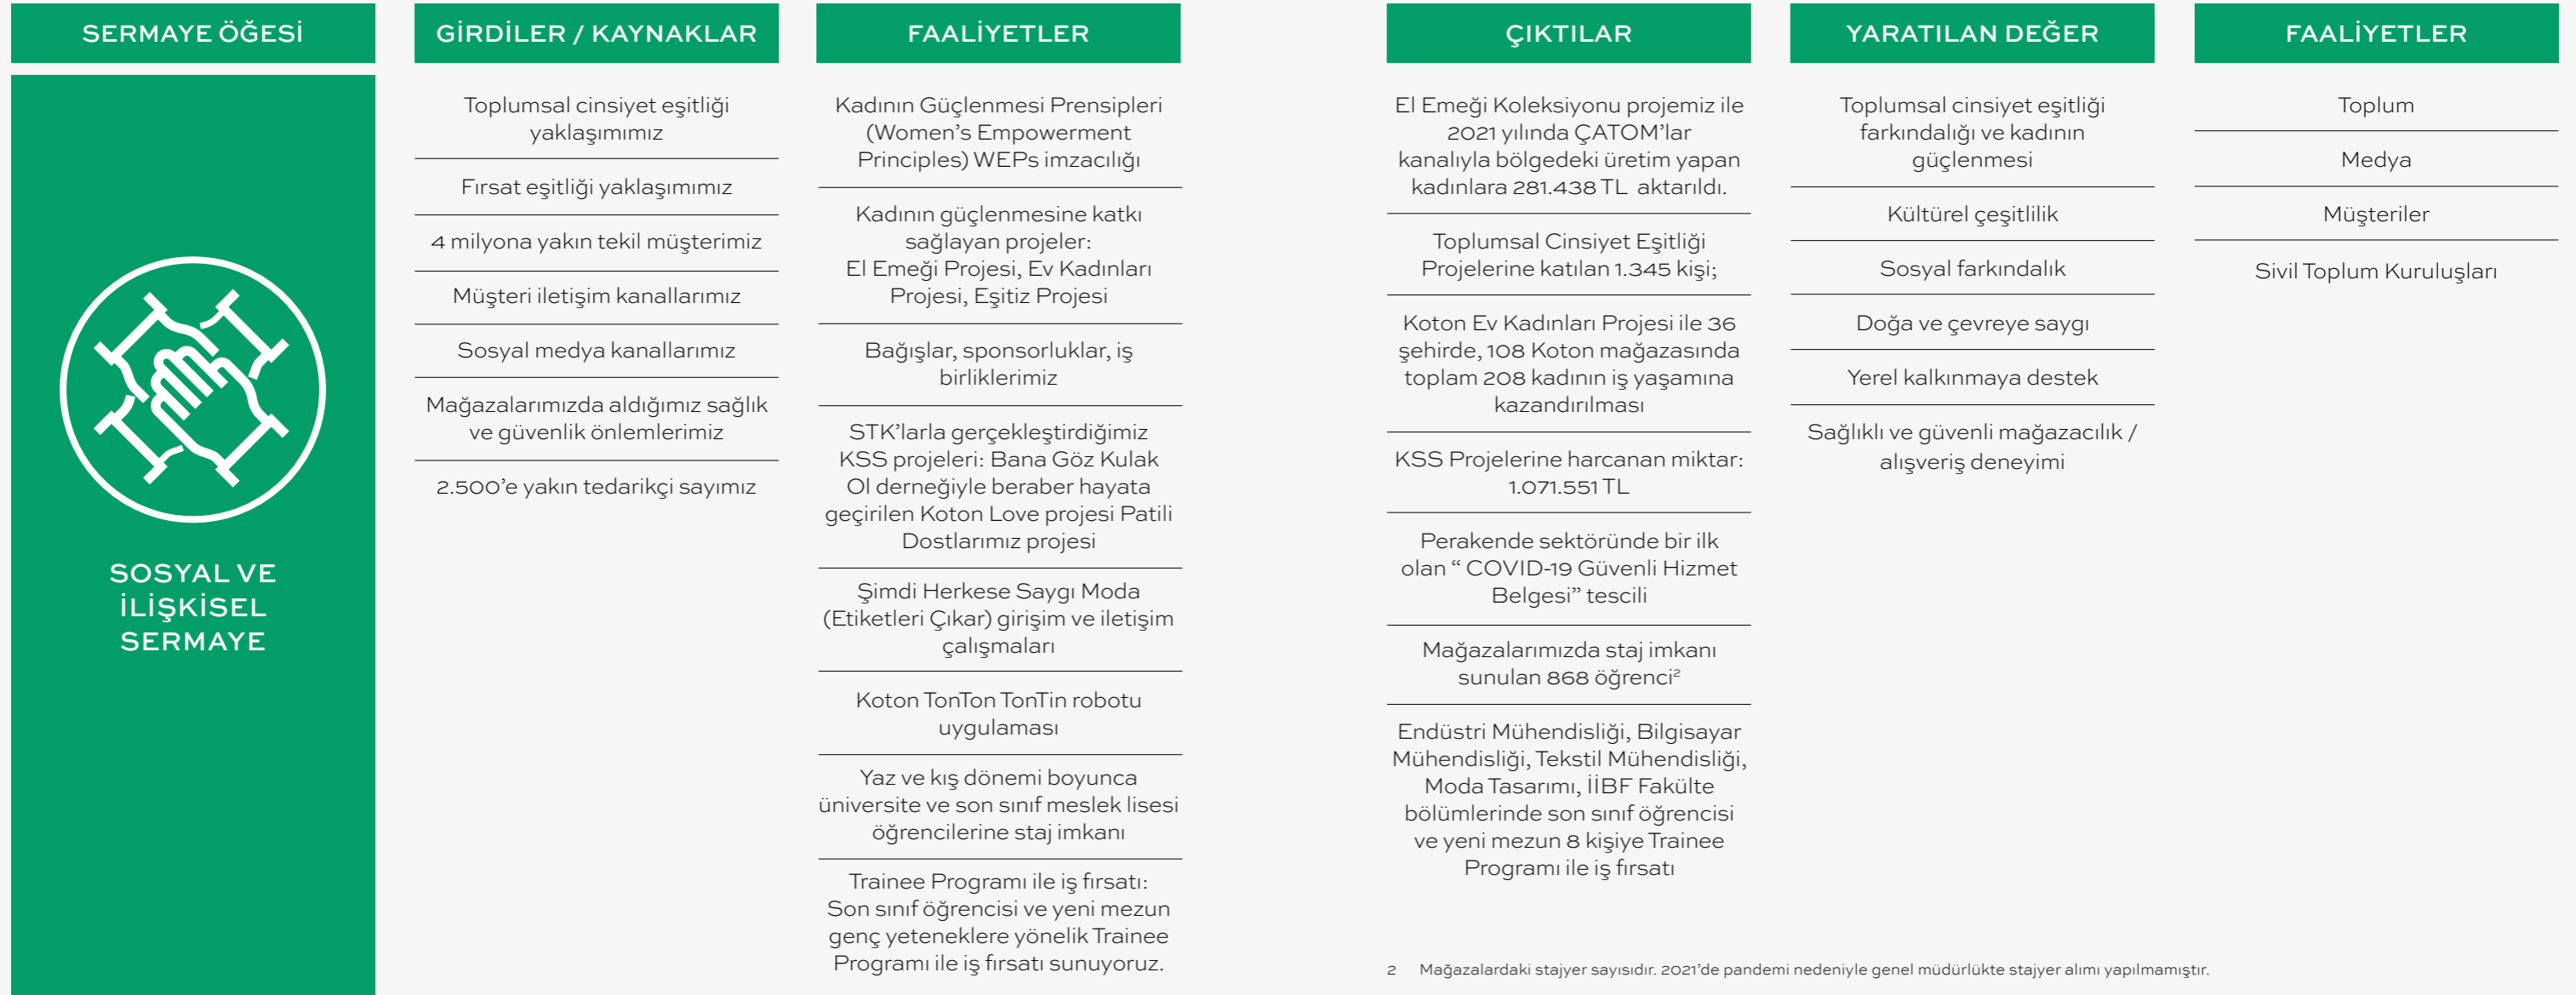 SERMAYE ÖĞESİ
SOSYAL VE
İLİŞKİSEL
SERMAYE
GİRDİLER / KAYNAKLAR
Toplumsal cinsiyet eşitliği
yaklaşımımız
Fırsat eşitliği yaklaşımımız
4 milyona yakın tekil müşterimiz
Müşteri iletişim kanallarımız
Sosyal medya kanallarımız
Mağazalarımızda aldığımız sağlık
ve güvenlik önlemlerimiz
2.500’e yakın tedarikçi sayımız
FAALİYETLER
Kadının Güçlenmesi Prensipleri
(Women’s Empowerment
Principles) WEPs imzacılığı
Kadının güçlenmesine katkı
sağlayan projeler:
El Emeği Projesi, Ev Kadınları
Projesi, Eşitiz Projesi
Bağışlar, sponsorluklar, iş
birliklerimiz
STK’larla gerçekleştirdiğimiz
KSS projeleri: Bana Göz Kulak
Ol derneğiyle beraber hayata
geçirilen Koton Love projesi Patili
Dostlarımız projesi
Şimdi Herkese Saygı Moda
(Etiketleri Çıkar) girişim ve iletişim
çalışmaları
Koton TonTon TonTin robotu
uygulaması
Yaz ve kış dönemi boyunca
üniversite ve son sınıf meslek lisesi
öğrencilerine staj imkanı
Trainee Programı ile iş fırsatı:
Son sınıf öğrencisi ve yeni mezun
genç yeteneklere yönelik Trainee
Programı ile iş fırsatı sunuyoruz.
ÇIKTILAR
El Emeği Koleksiyonu projemiz ile
2021 yılında ÇATOM’lar
kanalıyla bölgedeki üretim yapan
kadınlara 281.438 TL aktarıldı.
Toplumsal Cinsiyet Eşitliği
Projelerine katılan 1.345 kişi;
Koton Ev Kadınları Projesi ile 36
şehirde, 108 Koton mağazasında
toplam 208 kadının iş yaşamına
kazandırılması
KSS Projelerine harcanan miktar:
1.071.551 TL
Perakende sektöründe bir ilk
olan “ COVID-19 Güvenli Hizmet
Belgesi” tescili
Mağazalarımızda staj imkanı
sunulan 868 öğrenci²
Endüstri Mühendisliği, Bilgisayar
Mühendisliği, Tekstil Mühendisliği,
Moda Tasarımı, İİBF Fakülte
bölümlerinde son sınıf öğrencisi
ve yeni mezun 8 kişiye Trainee
Programı ile iş fırsatı
YARATILAN DEĞER
Toplumsal cinsiyet eşitliği
farkındalığı ve kadının
güçlenmesi
Kültürel çeşitlilik
Sosyal farkındalık
Doğa ve çevreye saygı
Yerel kalkınmaya destek
Sağlıklı ve güvenli mağazacılık /
alışveriş deneyimi
FAALİYETLER
Toplum
Medya
Müşteriler
Sivil Toplum Kuruluşları
2 Mağazalardaki stajyer sayısıdır. 2021’de pandemi nedeniyle genel müdürlükte stajyer alımı yapılmamıştır.